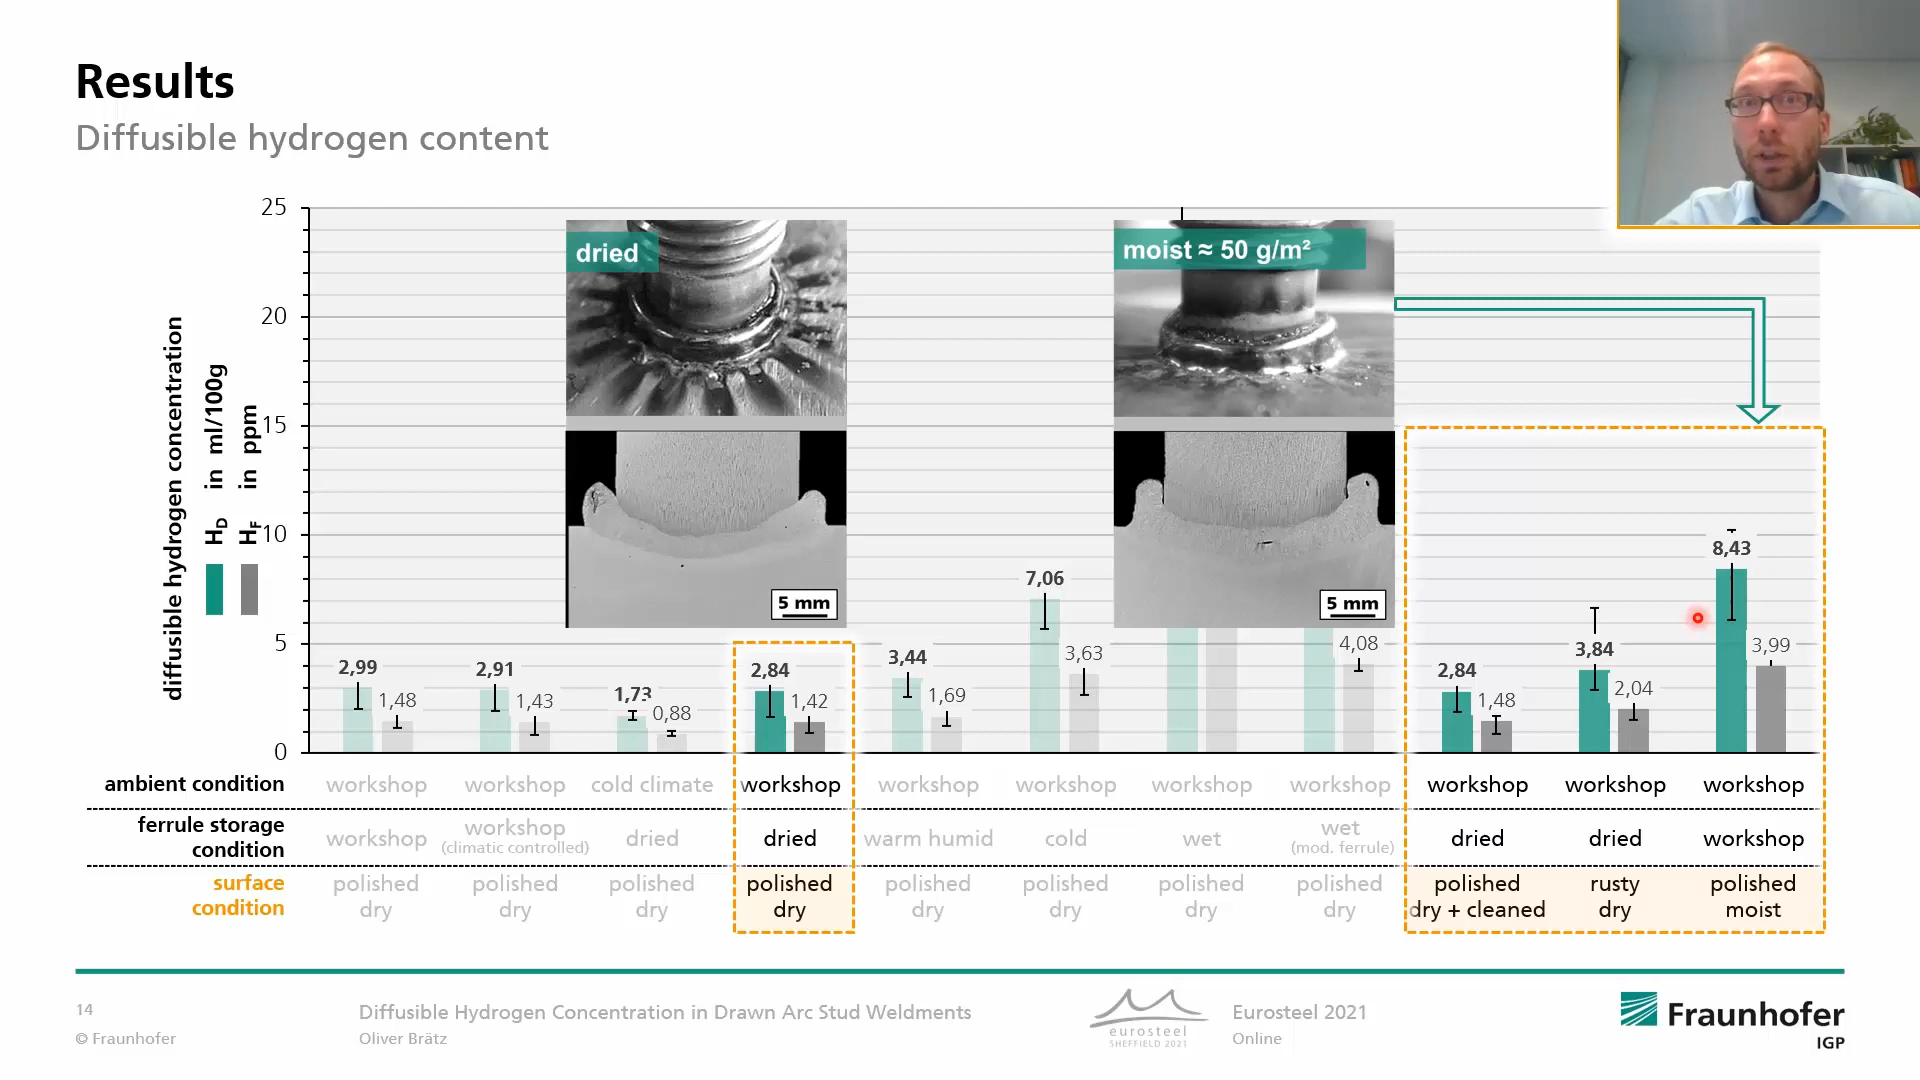 Results
Diffusible hydrogen content
diffusible hydrogen concentration
H_D in ml/100g
H_F in ppm
25
20
15
10
5
0
dried
moist ≈ 50 g/m²
5 mm
5 mm
2,99
1,48
2,91
1,43
1,73
0,88
2,84
1,42
3,44
1,69
7,06
3,63
4,08
2,84
1,48
3,84
2,04
8,43
3,99
ambient condition workshop workshop cold climate workshop workshop workshop workshop workshop workshop workshop workshop
ferrule storage condition workshop workshop (climatic controlled) dried dried warm humid cold wet wet (mod. ferrule) dried dried workshop
surface polished polished polished polished polished polished polished polished polished rusty polished
condition dry dry dry dry dry dry dry dry dry + cleaned dry moist
14
© Fraunhofer
Diffusible Hydrogen Concentration in Drawn Arc Stud Weldments
Oliver Brätz
eurosteel
SHEFFIELD 2021
Eurosteel 2021
Online
Fraunhofer
IGP